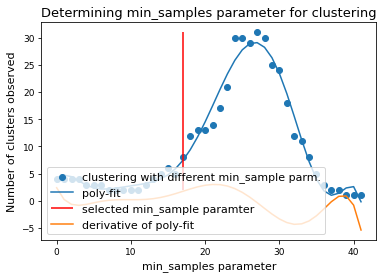 Determining min_samples parameter for clustering
Number of clusters observed
30
25
20
15
10
5
0
−5
clustering with different min_sample parm.
poly-fit
selected min_sample paramter
derivative of poly-fit
0
10
20
30
40
min_samples parameter